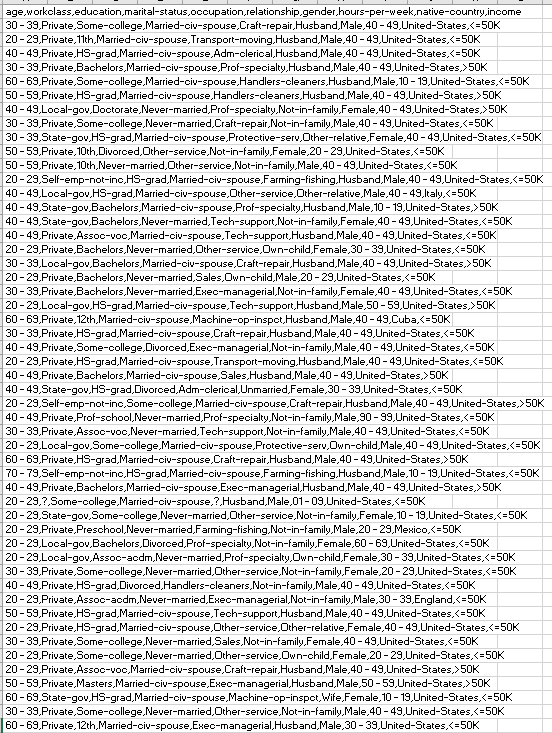 age,workclass,education,marital-status,occupation,relationship,gender,hours-per-week,native-country,income
30 - 39,Private,Some-college,Married-civ-spouse,Craft-repair,Husband,Male,40 - 49,United-States,<=50K
20 - 29,Private,11th,Married-civ-spouse,Transport-moving,Husband,Male,40 - 49,United-States,<=50K
40 - 49,Private,HS-grad,Married-civ-spouse,Adm-clerical,Husband,Male,40 - 49,United-States,<=50K
30 - 39,Private,Bachelors,Married-civ-spouse,Prof-specialty,Husband,Male,40 - 49,United-States,>50K
60 - 69,Private,Some-college,Married-civ-spouse,Handlers-cleaners,Husband,Male,10 - 19,United-States,<=50K
50 - 59,Private,HS-grad,Married-civ-spouse,Handlers-cleaners,Husband,Male,40 - 49,United-States,>50K
40 - 49,Local-gov,Doctorate,Never-married,Prof-specialty,Not-in-family,Female,40 - 49,United-States,>50K
30 - 39,Private,Some-college,Never-married,Craft-repair,Not-in-family,Male,40 - 49,United-States,<=50K
30 - 39,State-gov,HS-grad,Married-civ-spouse,Protective-serv,Other-relative,Female,40 - 49,United-States,<=50K
50 - 59,Private,10th,Divorced,Other-service,Not-in-family,Female,20 - 29,United-States,<=50K
50 - 59,Private,10th,Never-married,Other-service,Not-in-family,Male,40 - 49,United-States,<=50K
20 - 29,Self-emp-not-inc,HS-grad,Married-civ-spouse,Farming-fishing,Husband,Male,40 - 49,United-States,<=50K
40 - 49,Local-gov,HS-grad,Married-civ-spouse,Other-service,Other-relative,Male,40 - 49,Italy,<=50K
40 - 49,State-gov,Bachelors,Married-civ-spouse,Prof-specialty,Husband,Male,10 - 19,United-States,>50K
40 - 49,State-gov,Bachelors,Never-married,Tech-support,Not-in-family,Female,40 - 49,United-States,<=50K
40 - 49,Private,Assoc-voc,Married-civ-spouse,Tech-support,Husband,Male,40 - 49,United-States,<=50K
20 - 29,Private,Bachelors,Never-married,Other-service,Own-child,Female,30 - 39,United-States,<=50K
30 - 39,Local-gov,Bachelors,Married-civ-spouse,Craft-repair,Husband,Male,40 - 49,United-States,>50K
20 - 29,Private,Bachelors,Never-married,Sales,Own-child,Male,20 - 29,United-States,<=50K
30 - 39,Private,Bachelors,Never-married,Exec-managerial,Not-in-family,Female,40 - 49,United-States,<=50K
20 - 29,Local-gov,HS-grad,Married-civ-spouse,Tech-support,Husband,Male,50 - 59,United-States,>50K
60 - 69,Private,12th,Married-civ-spouse,Machine-op-inspct,Husband,Male,40 - 49,Cuba,<=50K
30 - 39,Private,HS-grad,Married-civ-spouse,Craft-repair,Husband,Male,40 - 49,United-States,<=50K
40 - 49,Private,Some-college,Divorced,Exec-managerial,Not-in-family,Male,40 - 49,United-States,<=50K
20 - 29,Private,HS-grad,Married-civ-spouse,Transport-moving,Husband,Male,40 - 49,United-States,<=50K
40 - 49,Private,Bachelors,Married-civ-spouse,Sales,Husband,Male,40 - 49,United-States,>50K
40 - 49,State-gov,HS-grad,Divorced,Adm-clerical,Unmarried,Female,30 - 39,United-States,<=50K
20 - 29,Self-emp-not-inc,Some-college,Married-civ-spouse,Craft-repair,Husband,Male,40 - 49,United-States,>50K
40 - 49,Private,Prof-school,Never-married,Prof-specialty,Not-in-family,Male,90 - 99,United-States,<=50K
30 - 39,Private,Assoc-voc,Never-married,Tech-support,Not-in-family,Male,40 - 49,United-States,<=50K
20 - 29,Local-gov,Some-college,Married-civ-spouse,Protective-serv,Own-child,Male,40 - 49,United-States,<=50K
60 - 69,Private,HS-grad,Married-civ-spouse,Craft-repair,Husband,Male,40 - 49,United-States,>50K
70 - 79,Self-emp-not-inc,HS-grad,Married-civ-spouse,Farming-fishing,Husband,Male,10 - 19,United-States,<=50K
40 - 49,Private,Bachelors,Married-civ-spouse,Exec-managerial,Husband,Male,40 - 49,United-States,>50K
20 - 29,?,Some-college,Married-civ-spouse,?,Husband,Male,01 - 09,United-States,<=50K
20 - 29,State-gov,Some-college,Never-married,Other-service,Not-in-family,Female,10 - 19,United-States,<=50K
20 - 29,Private,Preschool,Never-married,Farming-fishing,Not-in-family,Male,20 - 29,Mexico,<=50K
20 - 29,Local-gov,Bachelors,Divorced,Prof-specialty,Not-in-family,Female,60 - 69,United-States,<=50K
20 - 29,Local-gov,Assoc-acdm,Never-married,Prof-specialty,Own-child,Female,30 - 39,United-States,<=50K
30 - 39,Private,Some-college,Never-married,Other-service,Not-in-family,Female,20 - 29,United-States,<=50K
40 - 49,Private,HS-grad,Divorced,Handlers-cleaners,Not-in-family,Male,40 - 49,United-States,<=50K
20 - 29,Private,Assoc-acdm,Never-married,Exec-managerial,Not-in-family,Male,30 - 39,England,<=50K
50 - 59,Private,HS-grad,Married-civ-spouse,Tech-support,Husband,Male,40 - 49,United-States,<=50K
20 - 29,Private,HS-grad,Married-civ-spouse,Other-service,Other-relative,Female,40 - 49,United-States,<=50K
30 - 39,Private,Some-college,Never-married,Sales,Not-in-family,Female,40 - 49,United-States,<=50K
20 - 29,Private,Some-college,Never-married,Other-service,Own-child,Female,20 - 29,United-States,<=50K
20 - 29,Private,Assoc-voc,Married-civ-spouse,Craft-repair,Husband,Male,40 - 49,United-States,>50K
50 - 59,Private,Masters,Married-civ-spouse,Exec-managerial,Husband,Male,50 - 59,United-States,>50K
60 - 69,State-gov,HS-grad,Married-civ-spouse,Machine-op-inspct,Wife,Female,10 - 19,United-States,<=50K
30 - 39,Private,Some-college,Never-married,Other-service,Not-in-family,Male,40 - 49,United-States,<=50K
60 - 69,Private,12th,Married-civ-spouse,Exec-managerial,Husband,Male,30 - 39,United-States,<=50K